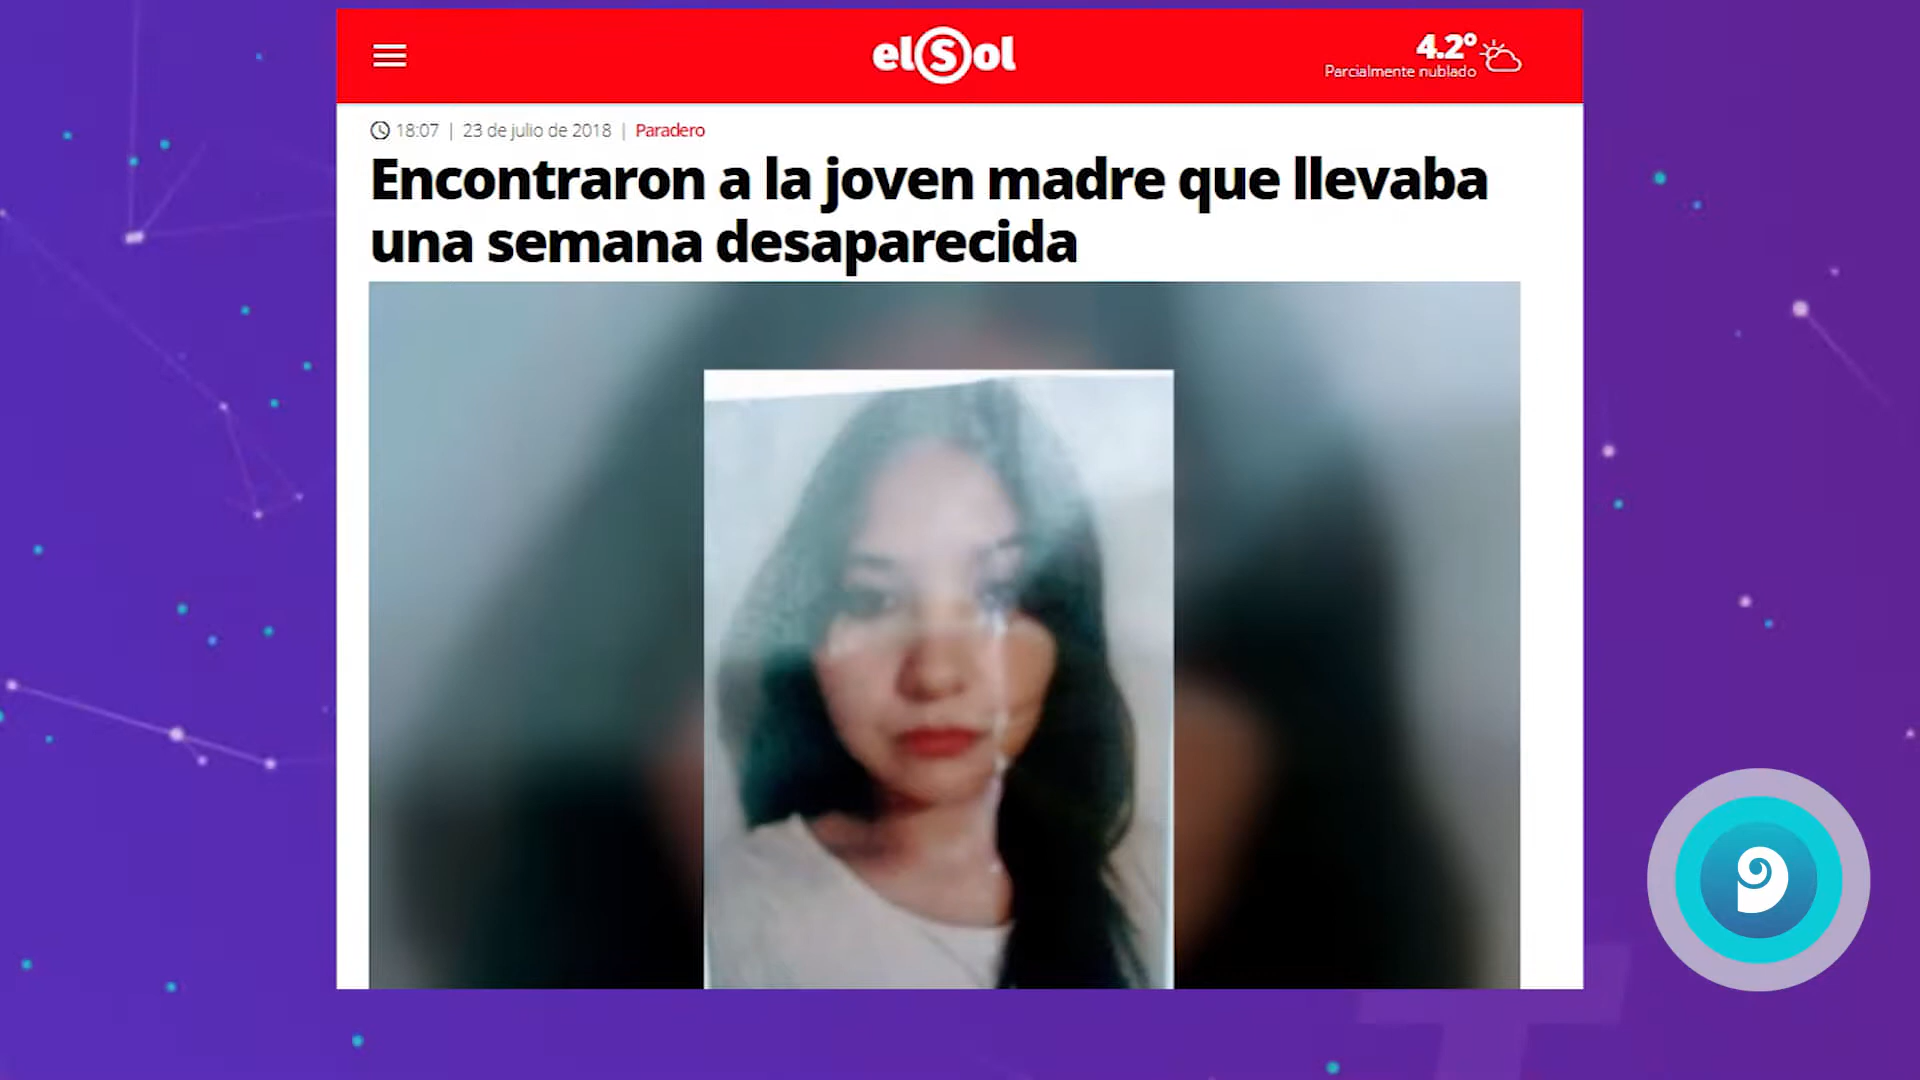 elSol
4.2°
Parcialmente nublado
18:07 | 23 de julio de 2018 | Paradero
Encontraron a la joven madre que llevaba
una semana desaparecida
9